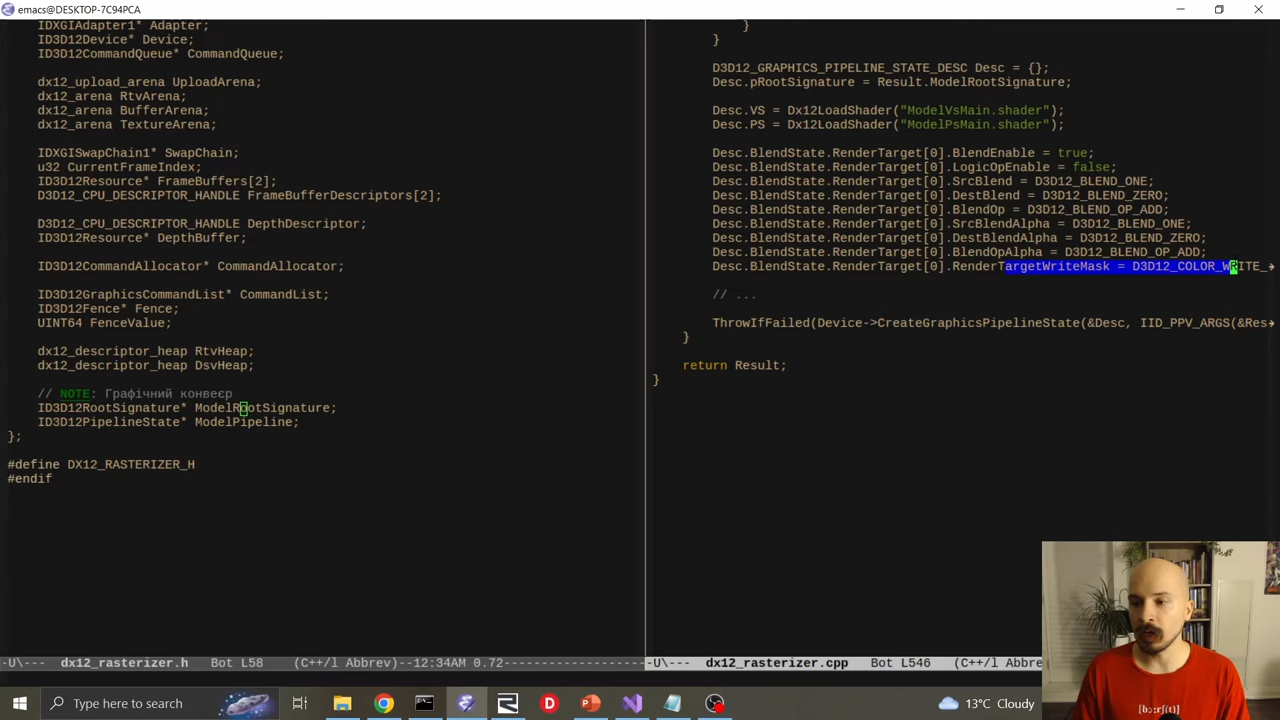 emacs@DESKTOP-7C94PCA
IDXGIAdapter1* Adapter;
ID3D12Device* Device;
ID3D12CommandQueue* CommandQueue;
dx12_upload_arena UploadArena;
dx12_arena RtvArena;
dx12_arena BufferArena;
dx12_arena TextureArena;
IDXGISwapChain1* SwapChain;
u32 CurrentFrameIndex;
ID3D12Resource* FrameBuffers[2];
D3D12_CPU_DESCRIPTOR_HANDLE FrameBufferDescriptors[2];
D3D12_CPU_DESCRIPTOR_HANDLE DepthDescriptor;
ID3D12Resource* DepthBuffer;
ID3D12CommandAllocator* CommandAllocator;
ID3D12GraphicsCommandList* CommandList;
ID3D12Fence* Fence;
UINT64 FenceValue;
dx12_descriptor_heap RtvHeap;
dx12_descriptor_heap DsvHeap;
// NOTE: Графічний конвеєр
ID3D12RootSignature* ModelRootSignature;
ID3D12PipelineState* ModelPipeline;
};
#define DX12_RASTERIZER_H
#endif
-U\--- dx12_rasterizer.h Bot L58 (C++/l Abbrev)--12:34AM 0.72-----------------------
}
}
D3D12_GRAPHICS_PIPELINE_STATE_DESC Desc = {};
Desc.pRootSignature = Result.ModelRootSignature;
Desc.VS = Dx12LoadShader("ModelVsMain.shader");
Desc.PS = Dx12LoadShader("ModelPsMain.shader");
Desc.BlendState.RenderTarget[0].BlendEnable = true;
Desc.BlendState.RenderTarget[0].LogicOpEnable = false;
Desc.BlendState.RenderTarget[0].SrcBlend = D3D12_BLEND_ONE;
Desc.BlendState.RenderTarget[0].DestBlend = D3D12_BLEND_ZERO;
Desc.BlendState.RenderTarget[0].BlendOp = D3D12_BLEND_OP_ADD;
Desc.BlendState.RenderTarget[0].SrcBlendAlpha = D3D12_BLEND_ONE;
Desc.BlendState.RenderTarget[0].DestBlendAlpha = D3D12_BLEND_ZERO;
Desc.BlendState.RenderTarget[0].BlendOpAlpha = D3D12_BLEND_OP_ADD;
Desc.BlendState.RenderTarget[0].RenderTargetWriteMask = D3D12_COLOR_WRITE_
// ...
ThrowIfFailed(Device->CreateGraphicsPipelineState(&Desc, IID_PPV_ARGS(&Res
}
return Result;
}
-U\--- dx12_rasterizer.cpp Bot L546 (C++/l Abbre
[bɔːrʃt()]
Type here to search
13°C Cloudy